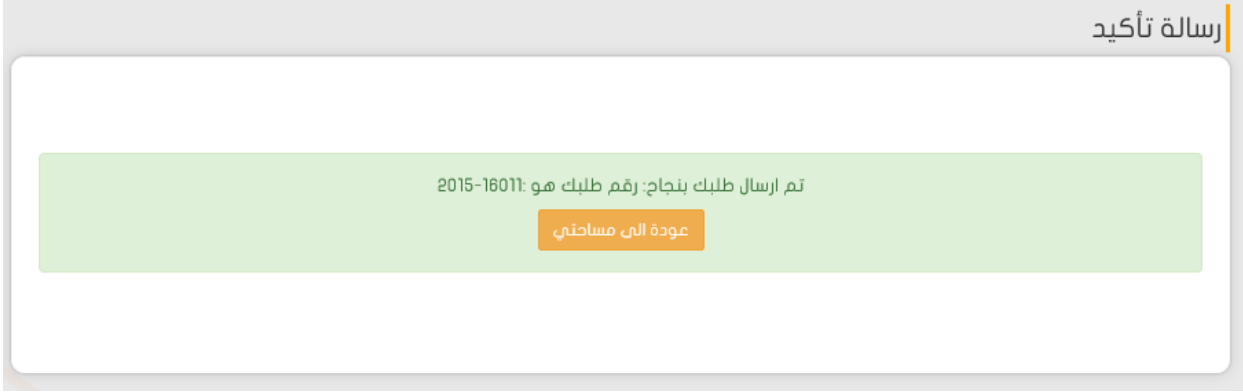 رسالة تأكيد
تم ارسال طلبك بنجاح: رقم طلبك هو :16011-2015
عودة الى مساحتي